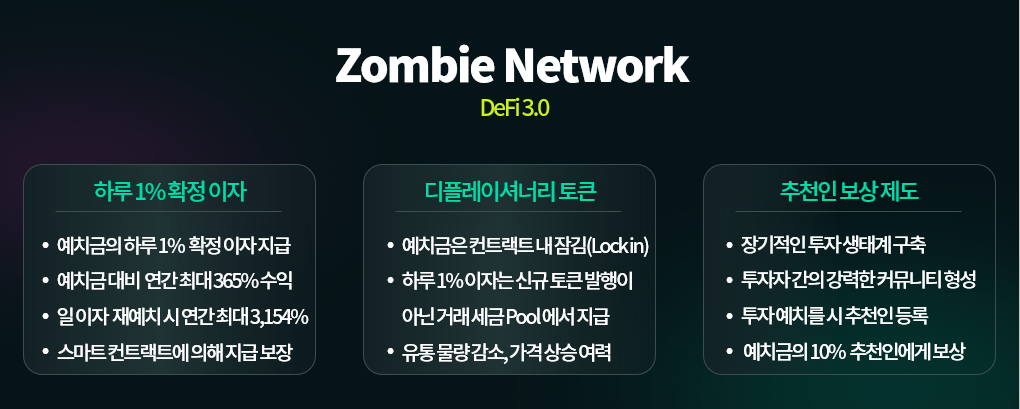 Zombie Network
DeFi 3.0
하루 1% 확정 이자
• 예치금의 하루 1% 확정 이자 지급
• 예치금 대비 연간 최대 365% 수익
• 일 이자 재예치 시 연간 최대 3,154%
• 스마트 컨트랙트에 의해 지급 보장
디플레이셔너리 토큰
• 예치금은 컨트랙트 내 잠김(Lock in)
• 하루 1% 이자는 신규 토큰 발행이
아닌 거래 세금 Pool 에서 지급
• 유통 물량 감소, 가격 상승 여력
추천인 보상 제도
• 장기적인 투자 생태계 구축
• 투자자 간의 강력한 커뮤니티 형성
• 투자 예치를 시 추천인 등록
• 예치금의 10% 추천인에게 보상